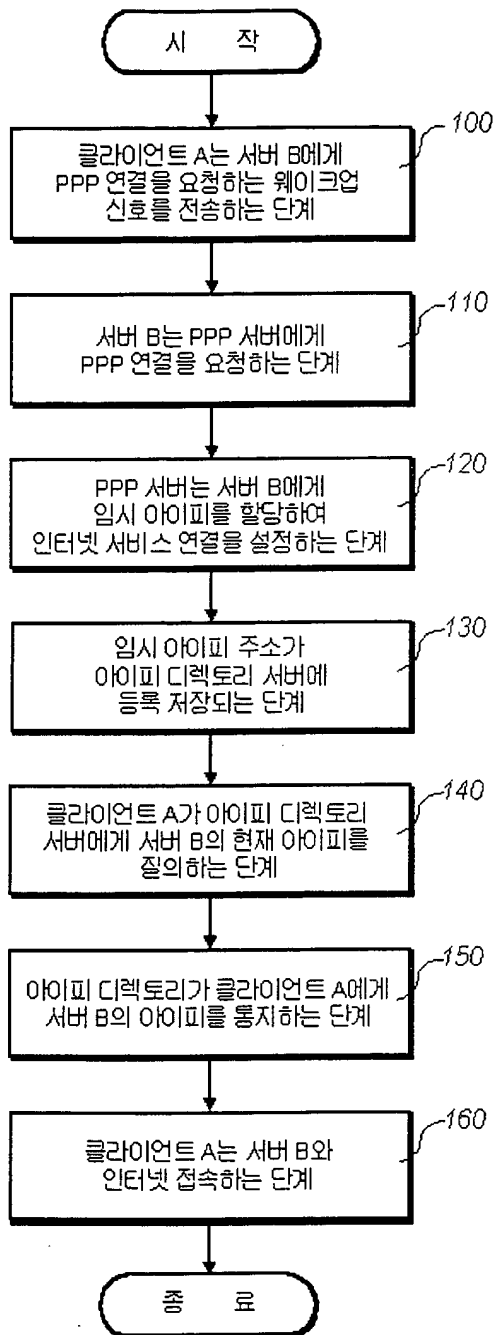 시 작
100
클라이언트 A는 서버 B에게
PPP 연결을 요청하는 웨이크업
신호를 전송하는 단계
110
서버 B는 PPP 서버에게
PPP 연결을 요청하는 단계
120
PPP 서버는 서버 B에게
임시 아이피를 할당하여
인터넷 서비스 연결을 설정하는 단계
130
임시 아이피 주소가
아이피 디렉토리 서버에
등록 저장되는 단계
140
클라이언트 A가 아이피 디렉토리
서버에게 서버 B의 현재 아이피를
질의하는 단계
150
아이피 디렉토리가 클라이언트 A에게
서버 B의 아이피를 통지하는 단계
160
클라이언트 A는 서버 B와
인터넷 접속하는 단계
종 료